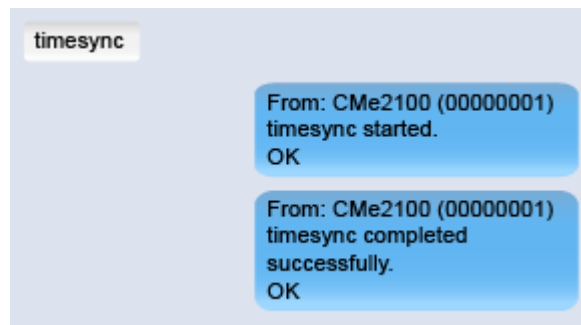 timesync
From: CMe2100 (00000001)
timesync started.
OK
From: CMe2100 (00000001)
timesync completed
successfully.
OK